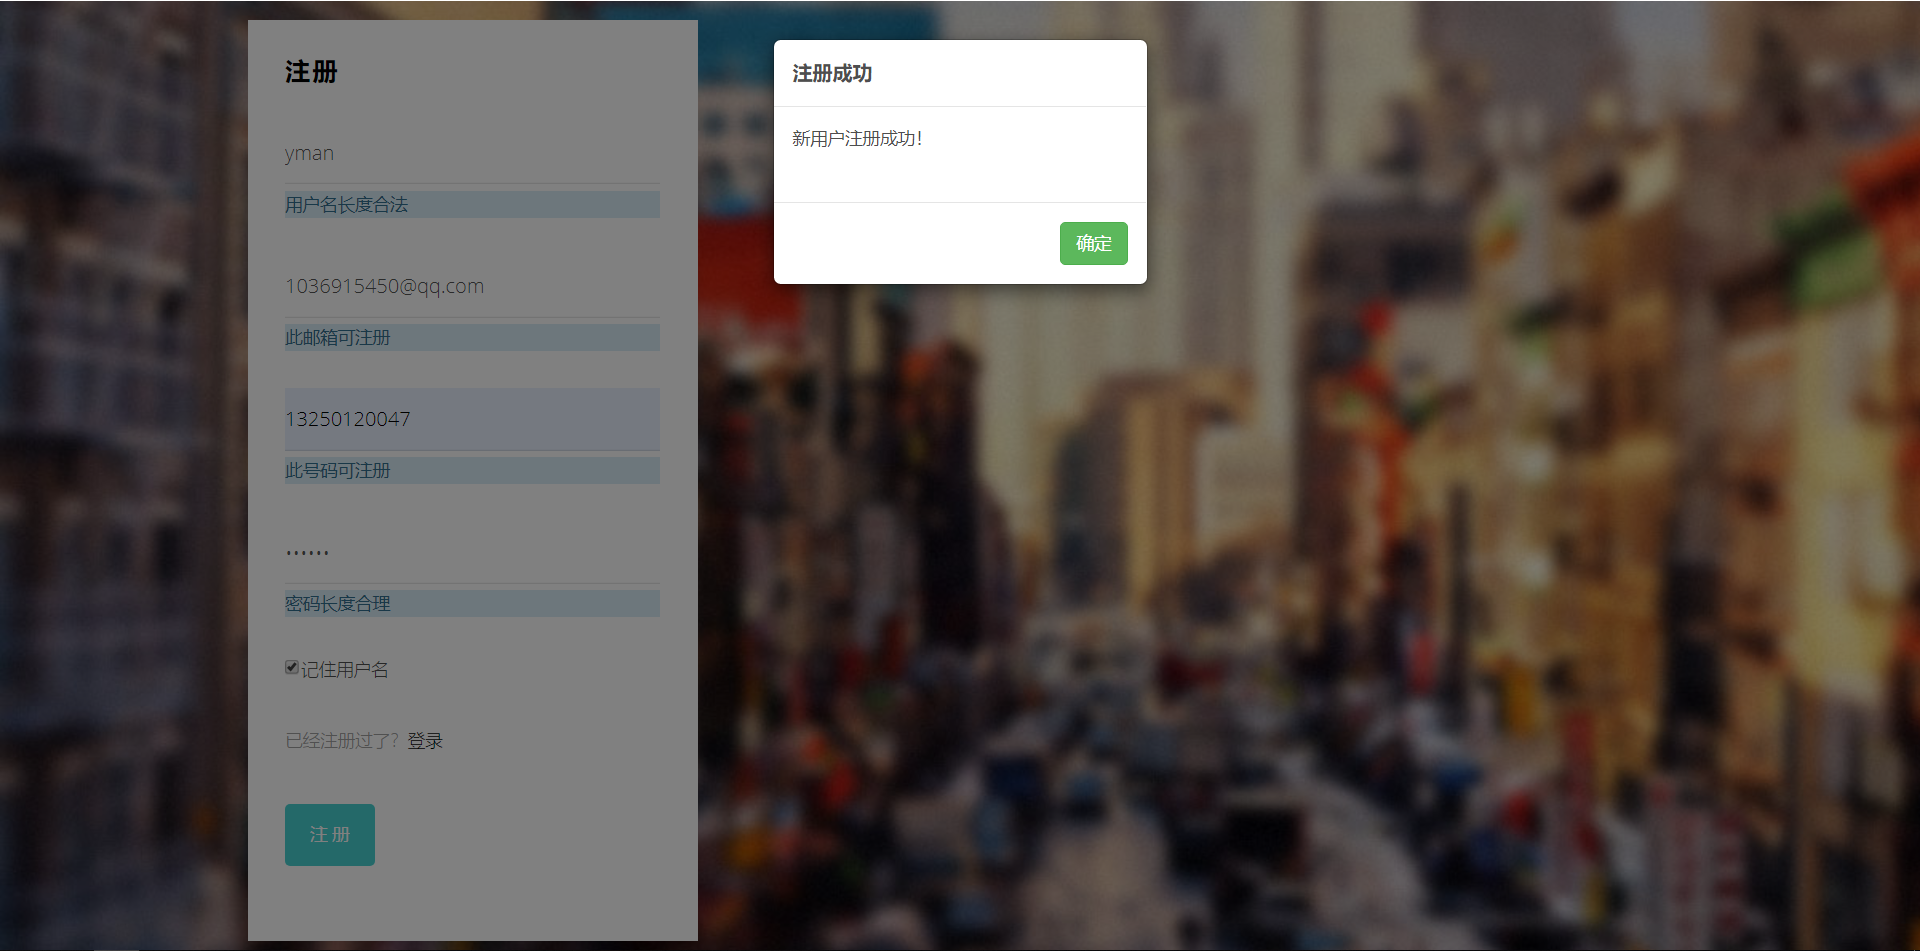 注册
yman
用户名长度合法
1036915450@qq.com
此邮箱可注册
13250120047
此号码可注册
······
密码长度合理
记住用户名
已经注册过了？登录
注册
注册成功
新用户注册成功！
确定